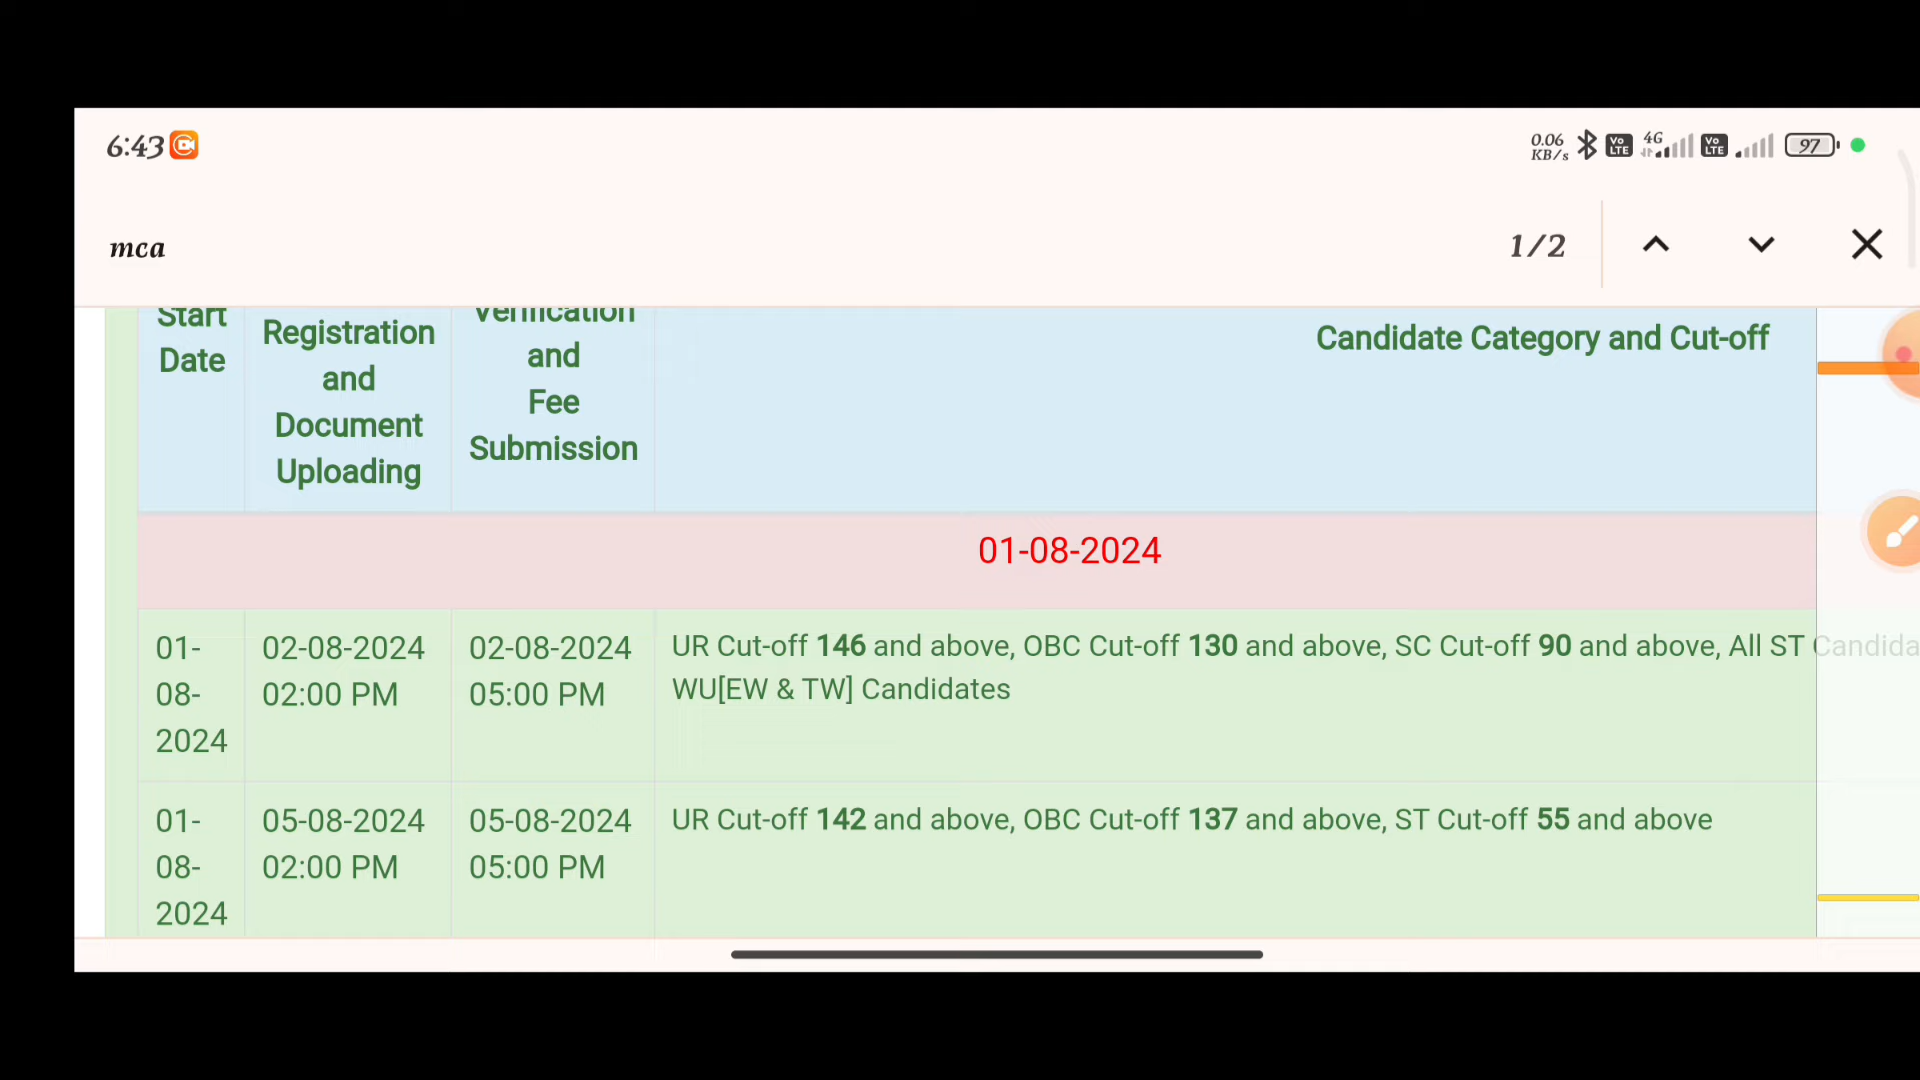 6:43
0.06
KB/s
Vo
LTE
4G
Vo
LTE
97
mca
1/2
Start
Date
Registration
and
Document
Uploading
Verification
and
Fee
Submission
Candidate Category and Cut-off
01-08-2024
01-
08-
2024
02-08-2024
02:00 PM
02-08-2024
05:00 PM
UR Cut-off 146 and above, OBC Cut-off 130 and above, SC Cut-off 90 and above, All ST Candida
WU[EW & TW] Candidates
01-
08-
2024
05-08-2024
02:00 PM
05-08-2024
05:00 PM
UR Cut-off 142 and above, OBC Cut-off 137 and above, ST Cut-off 55 and above